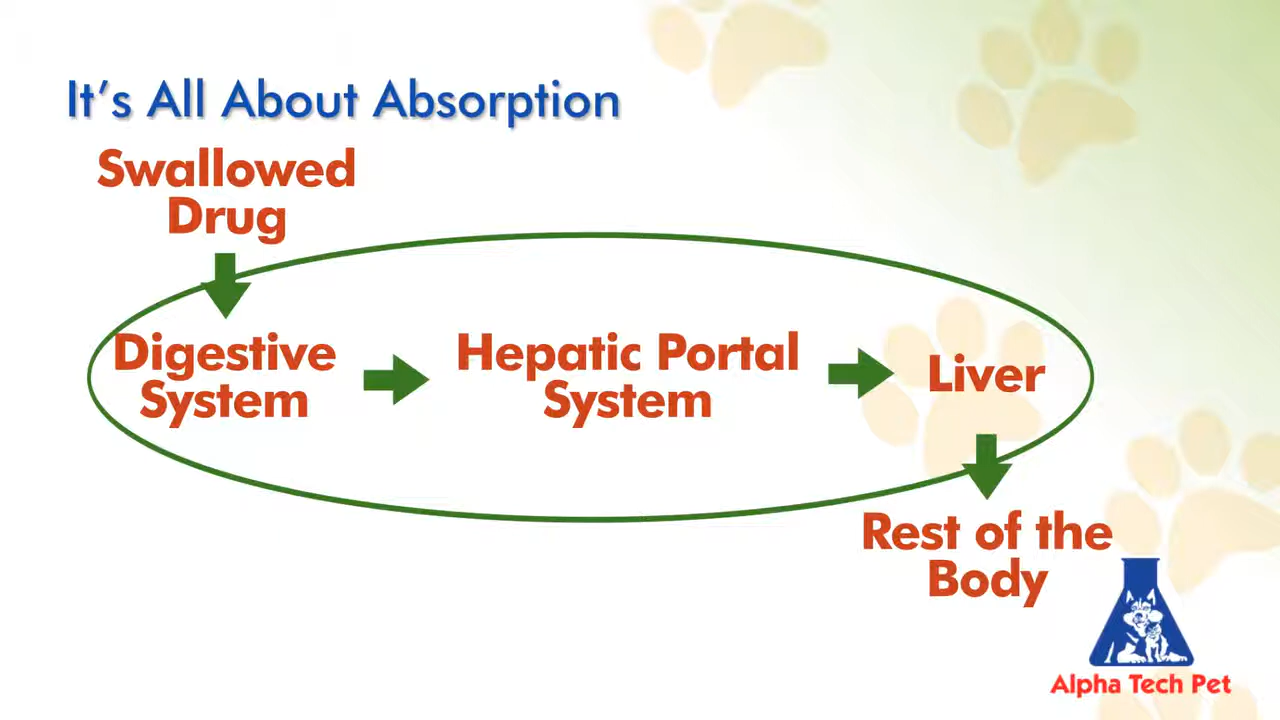 It's All About Absorption
Swallowed
Drug
Digestive
System
Hepatic Portal
System
Liver
Rest of the
Body
Alpha Tech Pet